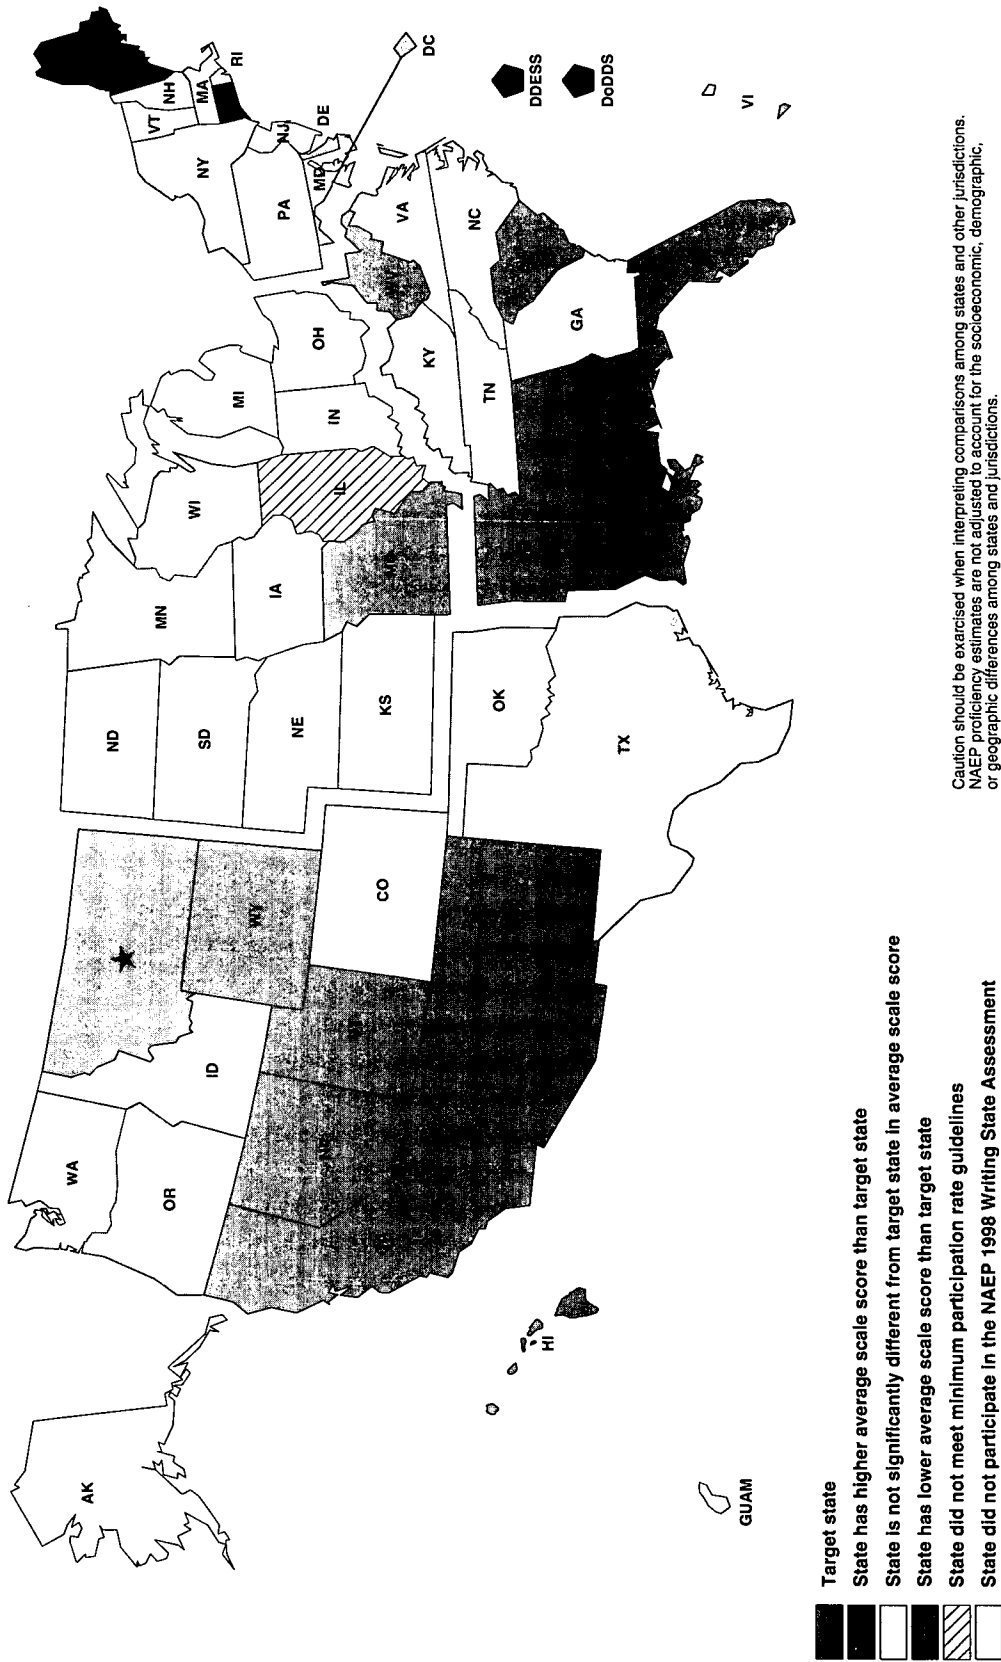 AK
WA
OR
ID
WY
CO
ND
SD
NE
KS
OK
TX
MN
IA
WI
IL
MI
IN
OH
KY
TN
GA
NC
VA
PA
NY
VT
NH
MA
RI
NJ
DE
MD
DC
DDESS
DoDDS
VI
HI
GUAM
Target state
State has higher average scale score than target state
State is not significantly different from target state in average scale score
State has lower average scale score than target state
State did not meet minimum participation rate guidelines
State did not participate in the NAEP 1998 Writing State Assessment
Caution should be exarcised when interpreting comparisons among states and other jurisdictions.
NAEP proficiency estimates are not adjusted to account for the socioeconomic, demographic,
or geographic differences among states and jurisdictions.